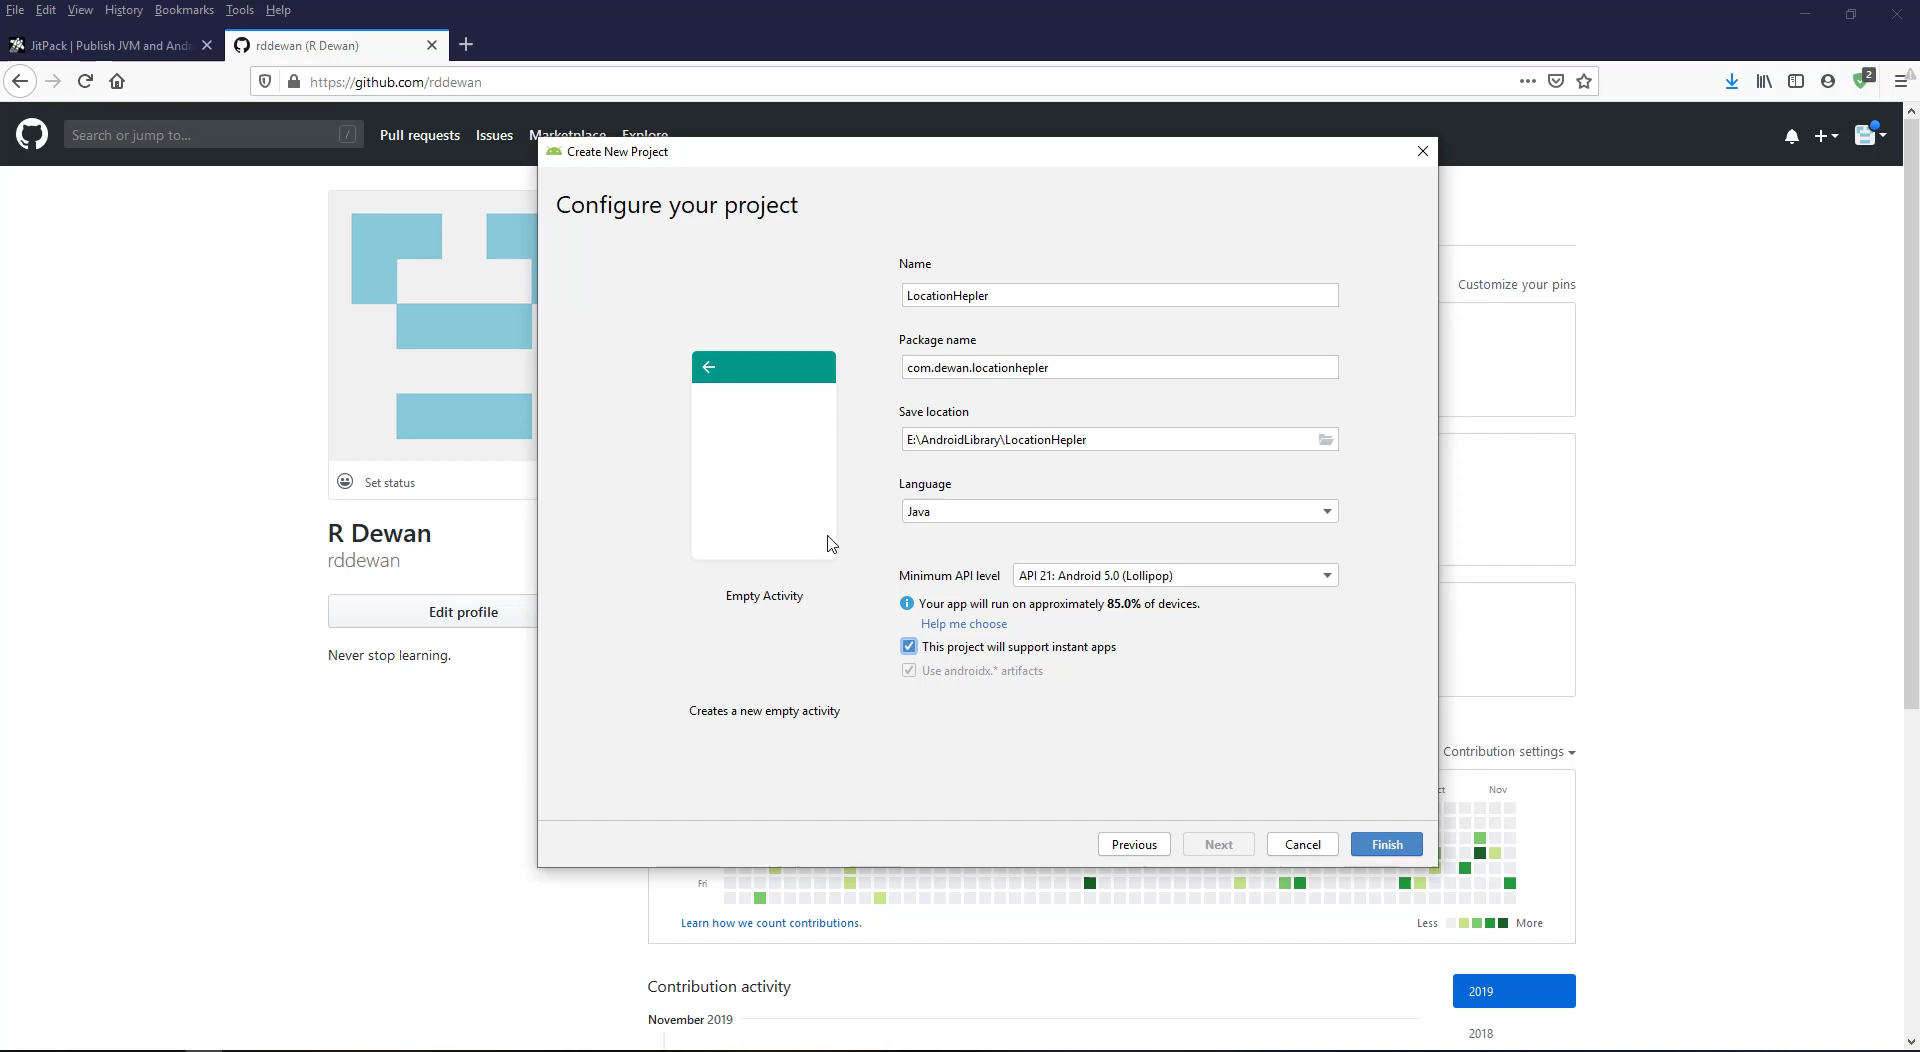 File Edit View History Bookmarks Tools Help
JitPack | Publish JVM and Andr
rddewan (R Dewan)
https://github.com/rddewan
2
Search or jump to...
/
Pull requests Issues Marketplace Explore
Create New Project
Configure your project
Name
LocationHepler
Package name
com.dewan.locationhepler
Save location
E:\AndroidLibrary\LocationHepler
Language
Java
Minimum API level
API 21: Android 5.0 (Lollipop)
Your app will run on approximately 85.0% of devices.
Help me choose
This project will support instant apps
Use androidx.* artifacts
Empty Activity
Creates a new empty activity
Previous
Next
Cancel
Finish
Customize your pins
Set status
R Dewan
rddewan
Edit profile
Never stop learning.
Contribution settings
Nov
Fri
Learn how we count contributions.
Less
More
Contribution activity
2019
November 2019
2018